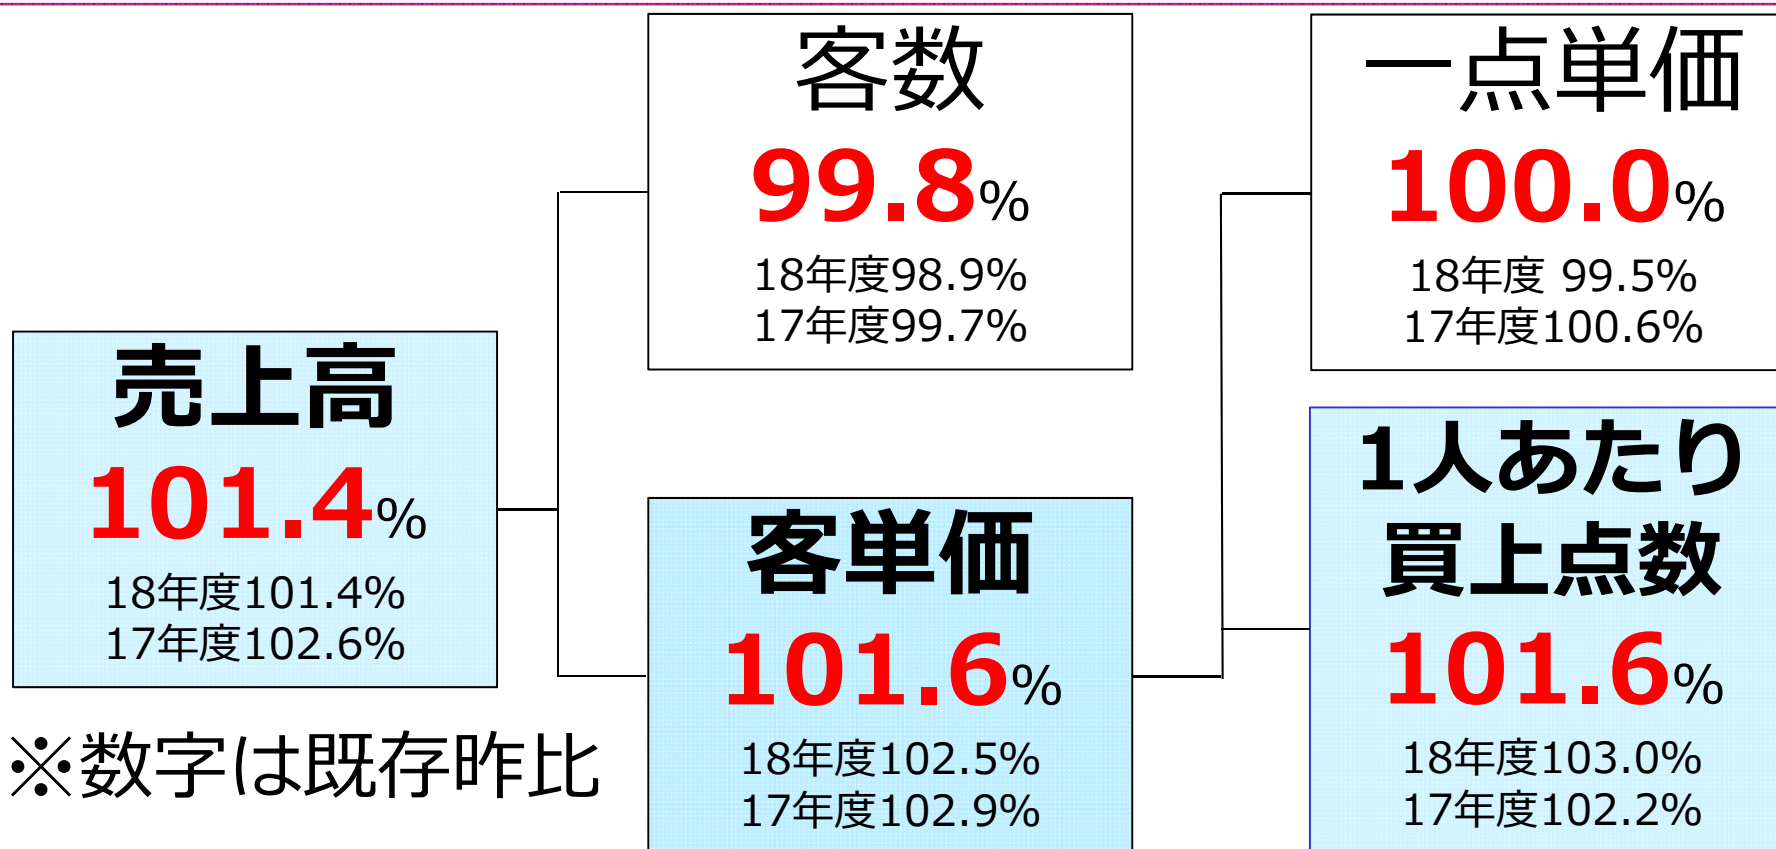 客数
99.8%
18年度98.9%
17年度99.7%
一点単価
100.0%
18年度 99.5%
17年度100.6%
売上高
101.4%
18年度101.4%
17年度102.6%
客単価
101.6%
18年度102.5%
17年度102.9%
1人あたり
買上点数
101.6%
18年度103.0%
17年度102.2%
※数字は既存昨比